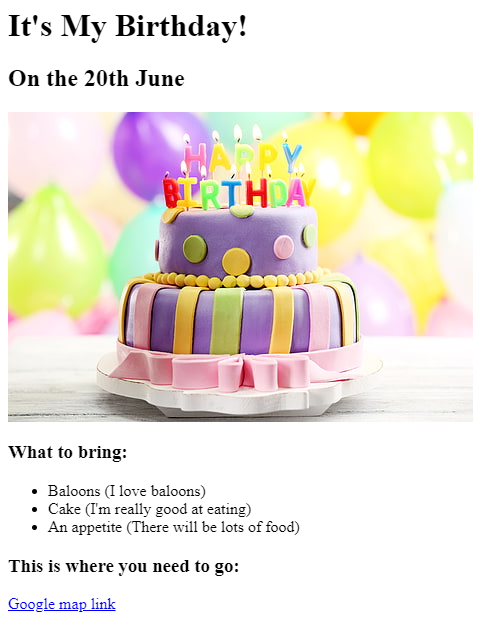 It's My Birthday!
On the 20th June
HAPPY
BIRTHDAY
What to bring:
Baloons (I love baloons)
Cake (I'm really good at eating)
An appetite (There will be lots of food)
This is where you need to go:
Google map link